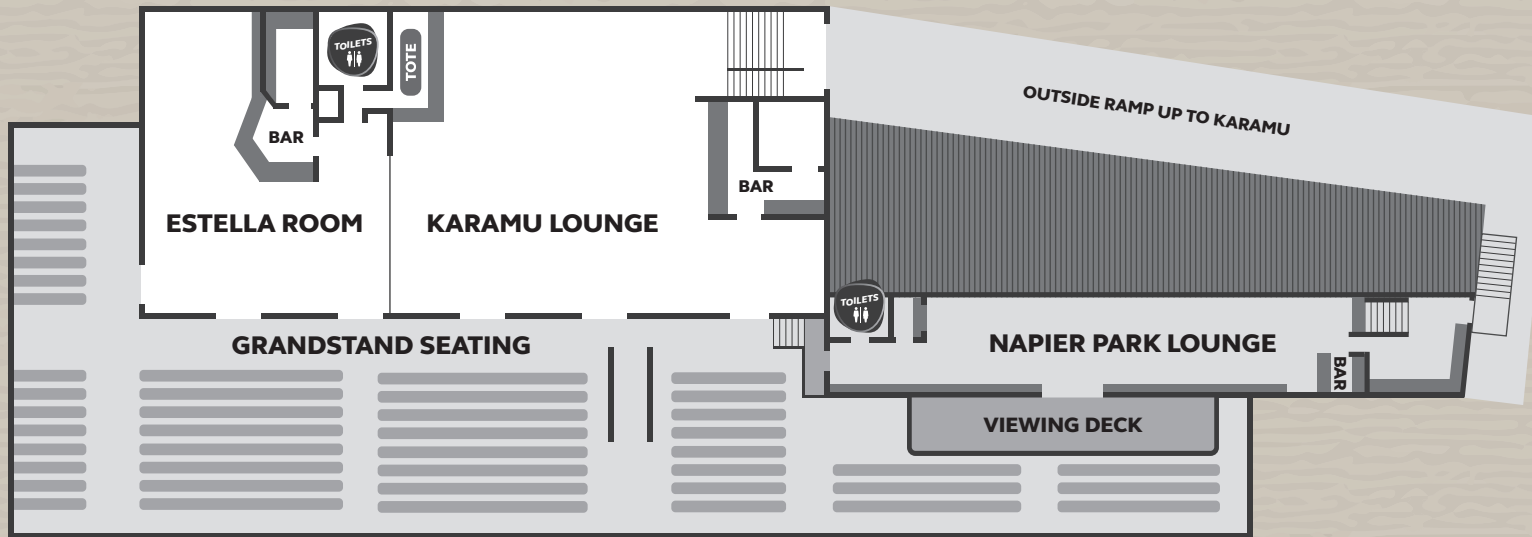 TOILETS
TOTE
OUTSIDE RAMP UP TO KARAMU
BAR
BAR
ESTELLA ROOM
KARAMU LOUNGE
TOILETS
GRANDSTAND SEATING
NAPIER PARK LOUNGE
BAR
VIEWING DECK